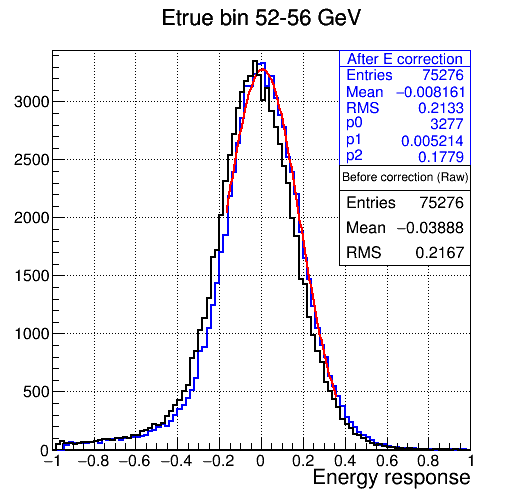 Etrue bin 52-56 GeV
After E correction
Entries 75276
Mean −0.008161
RMS 0.2133
p0 3277
p1 0.005214
p2 0.1779
Before correction (Raw)
Entries 75276
Mean −0.03888
RMS 0.2167
3000
2500
2000
1500
1000
500
0
−1 −0.8 −0.6 −0.4 −0.2 0 0.2 0.4 0.6 0.8 1
Energy response